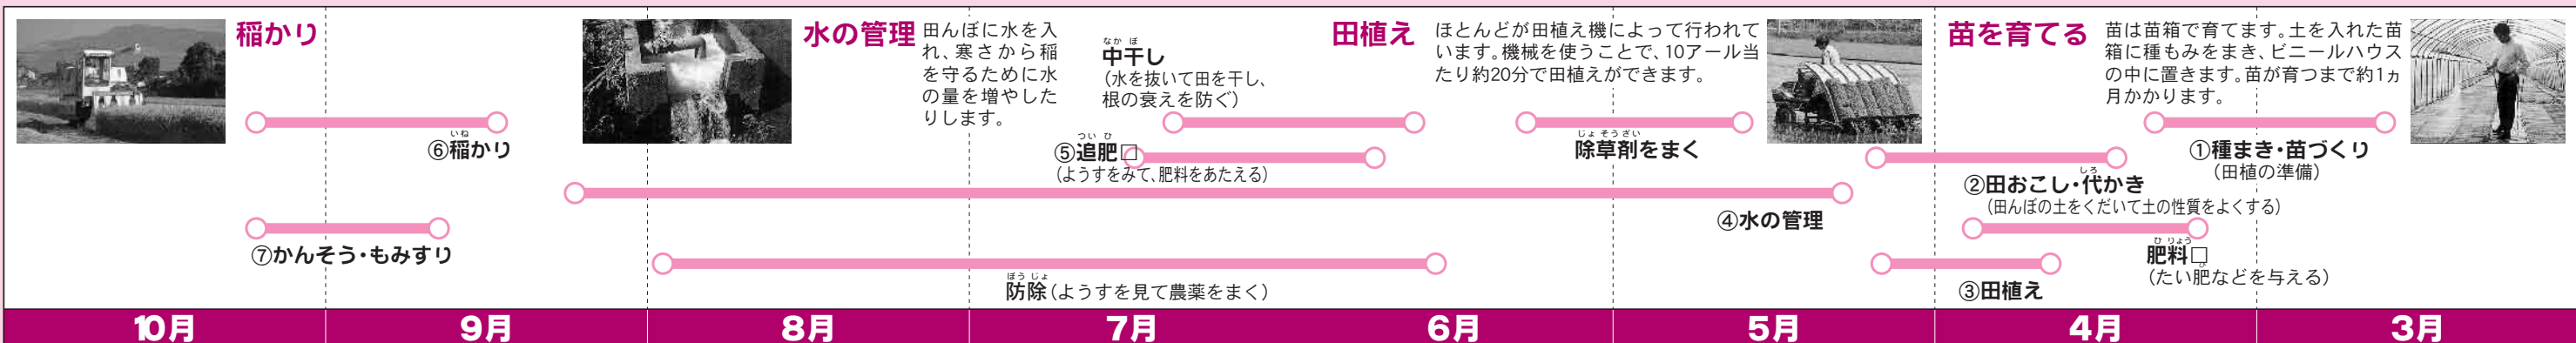 稲かり
水の管理
田んぼに水を入
れ、寒さから稲
を守るために水
の量を増やした
りします。
なか ぼ
中干し
(水を抜いて田を干し、
根の衰えを防ぐ)
田植え
ほとんどが田植え機によって行われて
います。機械を使うことで、10アール当
たり約20分で田植えができます。
苗を育てる
苗は苗箱で育てます。土を入れた苗
箱に種もみをまき、ビニールハウス
の中に置きます。苗が育つまで約1ヵ
月かかります。
いね
⑥稲かり
つい ひ
⑤追肥□
(ようすをみて、肥料をあたえる)
じょ そうざい
除草剤をまく
①種まき・苗づくり
(田植の準備)
しろ
②田おこし・代かき
(田んぼの土をくだいて土の性質をよくする)
④水の管理
⑦かんそう・もみすり
ひ りょう
肥料□
ひ
(たい肥などを与える)
ぼう じょ
防除(ようすを見て農薬をまく)
③田植え
10月 9月 8月 7月 6月 5月 4月 3月